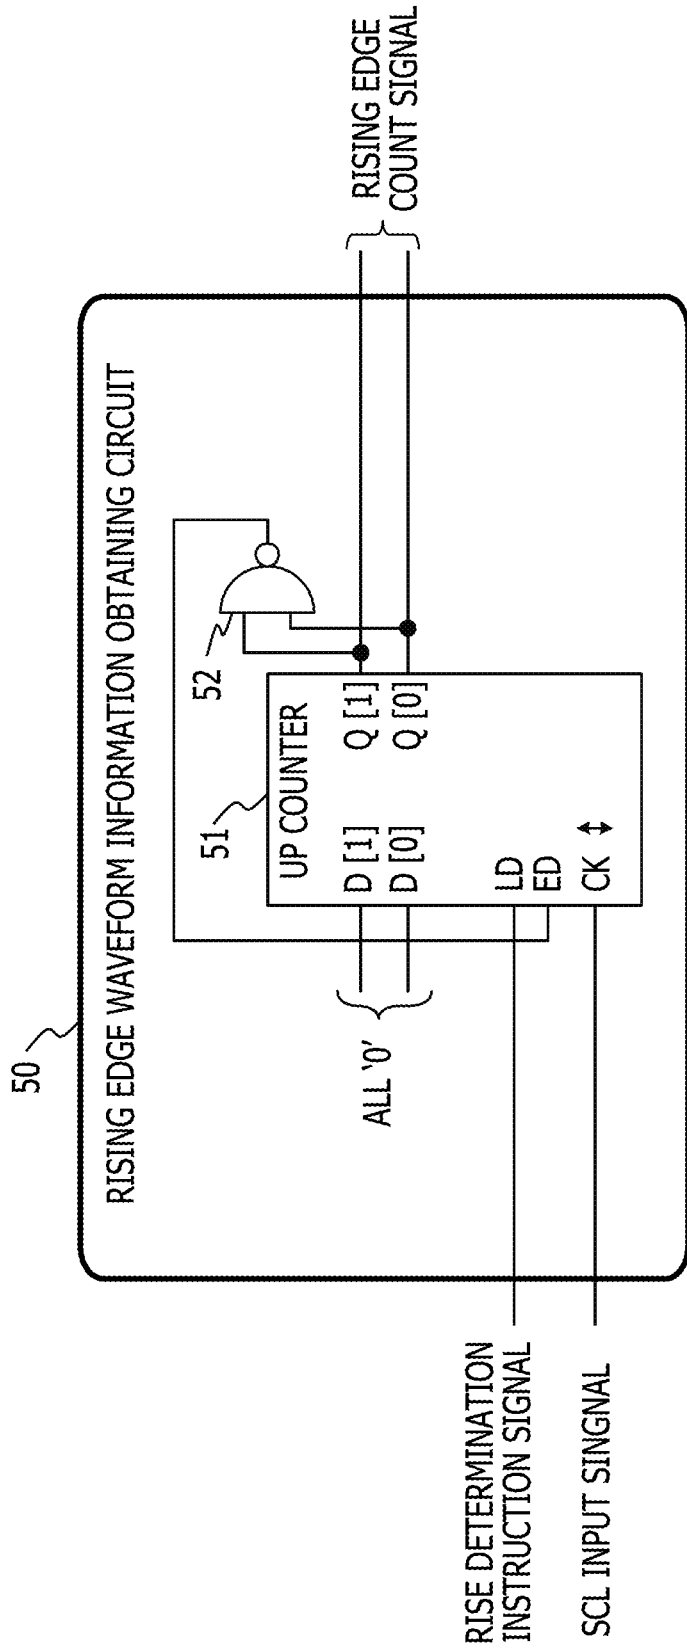 50
RISING EDGE WAVEFORM INFORMATION OBTAINING CIRCUIT
52
51
UP COUNTER
D [1]
Q [1]
D [0]
Q [0]
LD
ED
CK
ALL ‘0’
RISING EDGE
COUNT SIGNAL
RISE DETERMINATION
INSTRUCTION SIGNAL
SCL INPUT SINGNAL